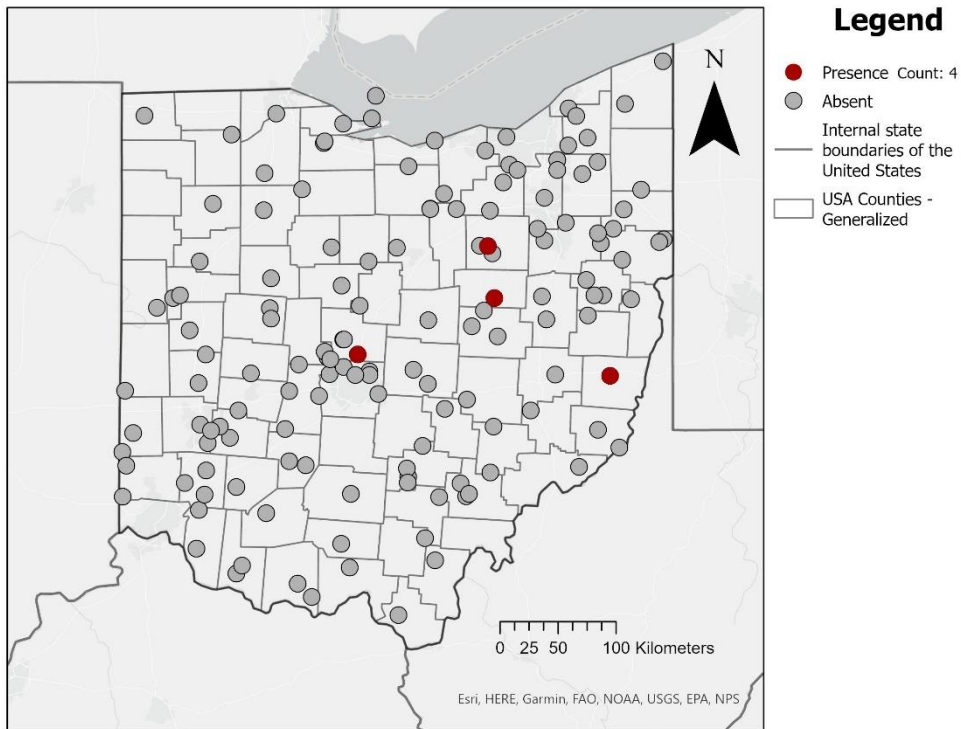 Legend
N
Presence Count: 4
Absent
Internal state
boundaries of the
United States
USA Counties -
Generalized
0 25 50 100 Kilometers
Esri, HERE, Garmin, FAO, NOAA, USGS, EPA, NPS